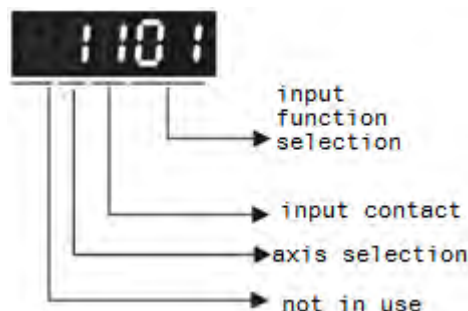 1101
input
function
selection
input contact
axis selection
not in use